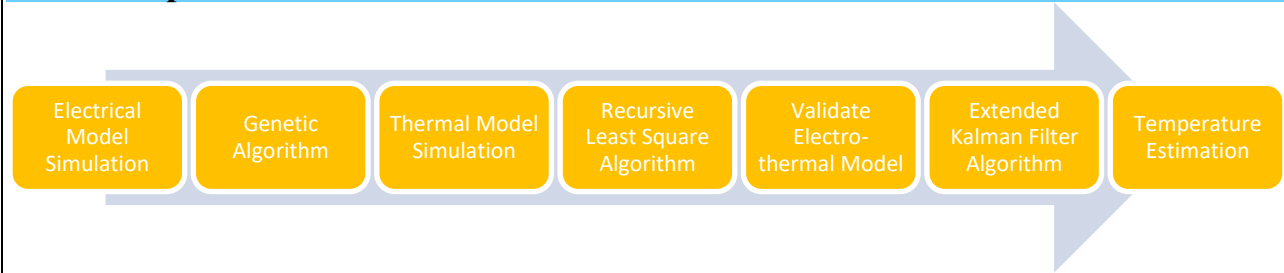 Electrical
Model
Simulation
Genetic
Algorithm
Thermal Model
Simulation
Recursive
Least Square
Algorithm
Validate
Electro-
thermal Model
Extended
Kalman Filter
Algorithm
Temperature
Estimation